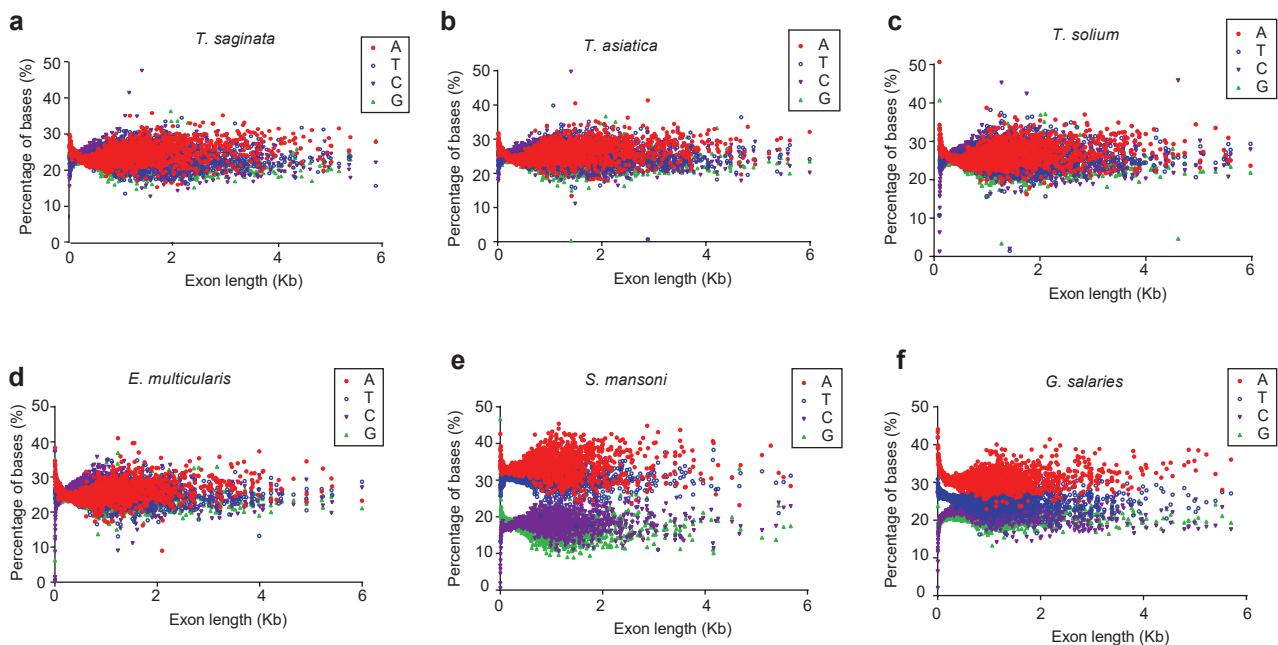 a
T. saginata
A
T
C
G
Percentage of bases (%)
50
40
30
20
10
0
0
2
4
6
Exon length (Kb)
b
T. asiatica
A
T
C
G
Percentage of bases (%)
50
40
30
20
10
0
0
2
4
6
Exon length (Kb)
c
T. solium
A
T
C
G
Percentage of bases (%)
50
40
30
20
10
0
0
2
4
6
Exon length (Kb)
d
E. multicularis
A
T
C
G
Percentage of bases (%)
50
40
30
20
10
0
0
2
4
6
Exon length (Kb)
e
S. mansoni
A
T
C
G
Percentage of bases (%)
50
40
30
20
10
0
0
2
4
6
Exon length (Kb)
f
G. salaries
A
T
C
G
Percentage of bases (%)
50
40
30
20
10
0
0
2
4
6
Exon length (Kb)